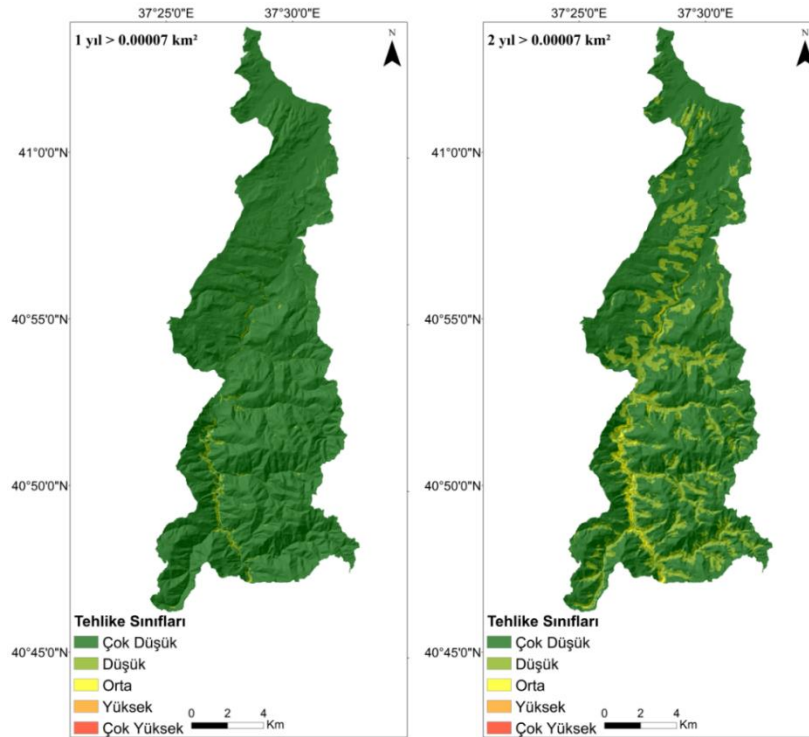 37°25'0"E 37°30'0"E
1 yıl > 0.00007 km²
N
41°0'0"N
40°55'0"N
40°50'0"N
40°45'0"N
Tehlike Sınıfları
Çok Düşük
Düşük
Orta
Yüksek
Çok Yüksek
0 2 4
Km
37°25'0"E 37°30'0"E
2 yıl > 0.00007 km²
N
41°0'0"N
40°55'0"N
40°50'0"N
40°45'0"N
Tehlike Sınıfları
Çok Düşük
Düşük
Orta
Yüksek
Çok Yüksek
0 2 4
Km